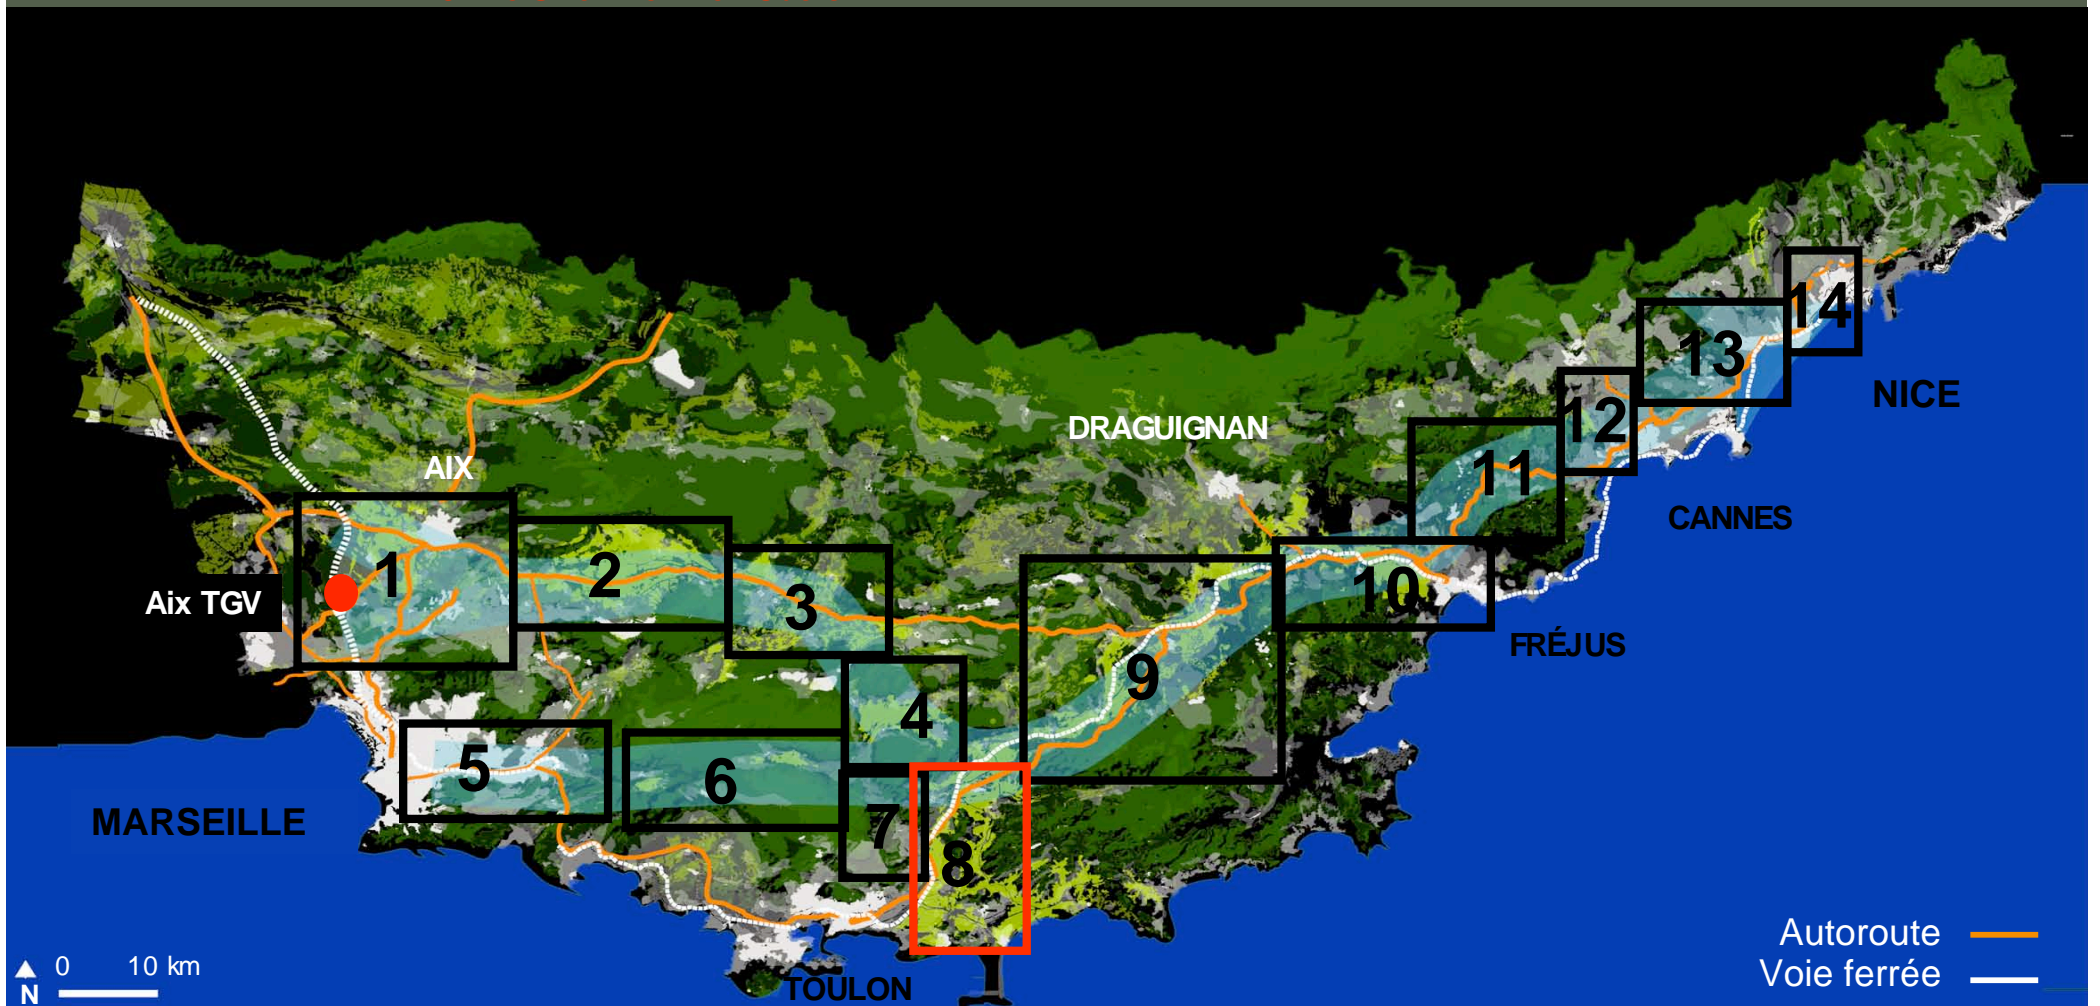 14
13
NICE
12
DRAGUIGNAN
11
AIX
CANNES
1
2
3
10
Aix TGV
FRÉJUS
9
4
5
6
MARSEILLE
7
8
Autoroute
0 10 km
Voie ferrée
N
TOULON